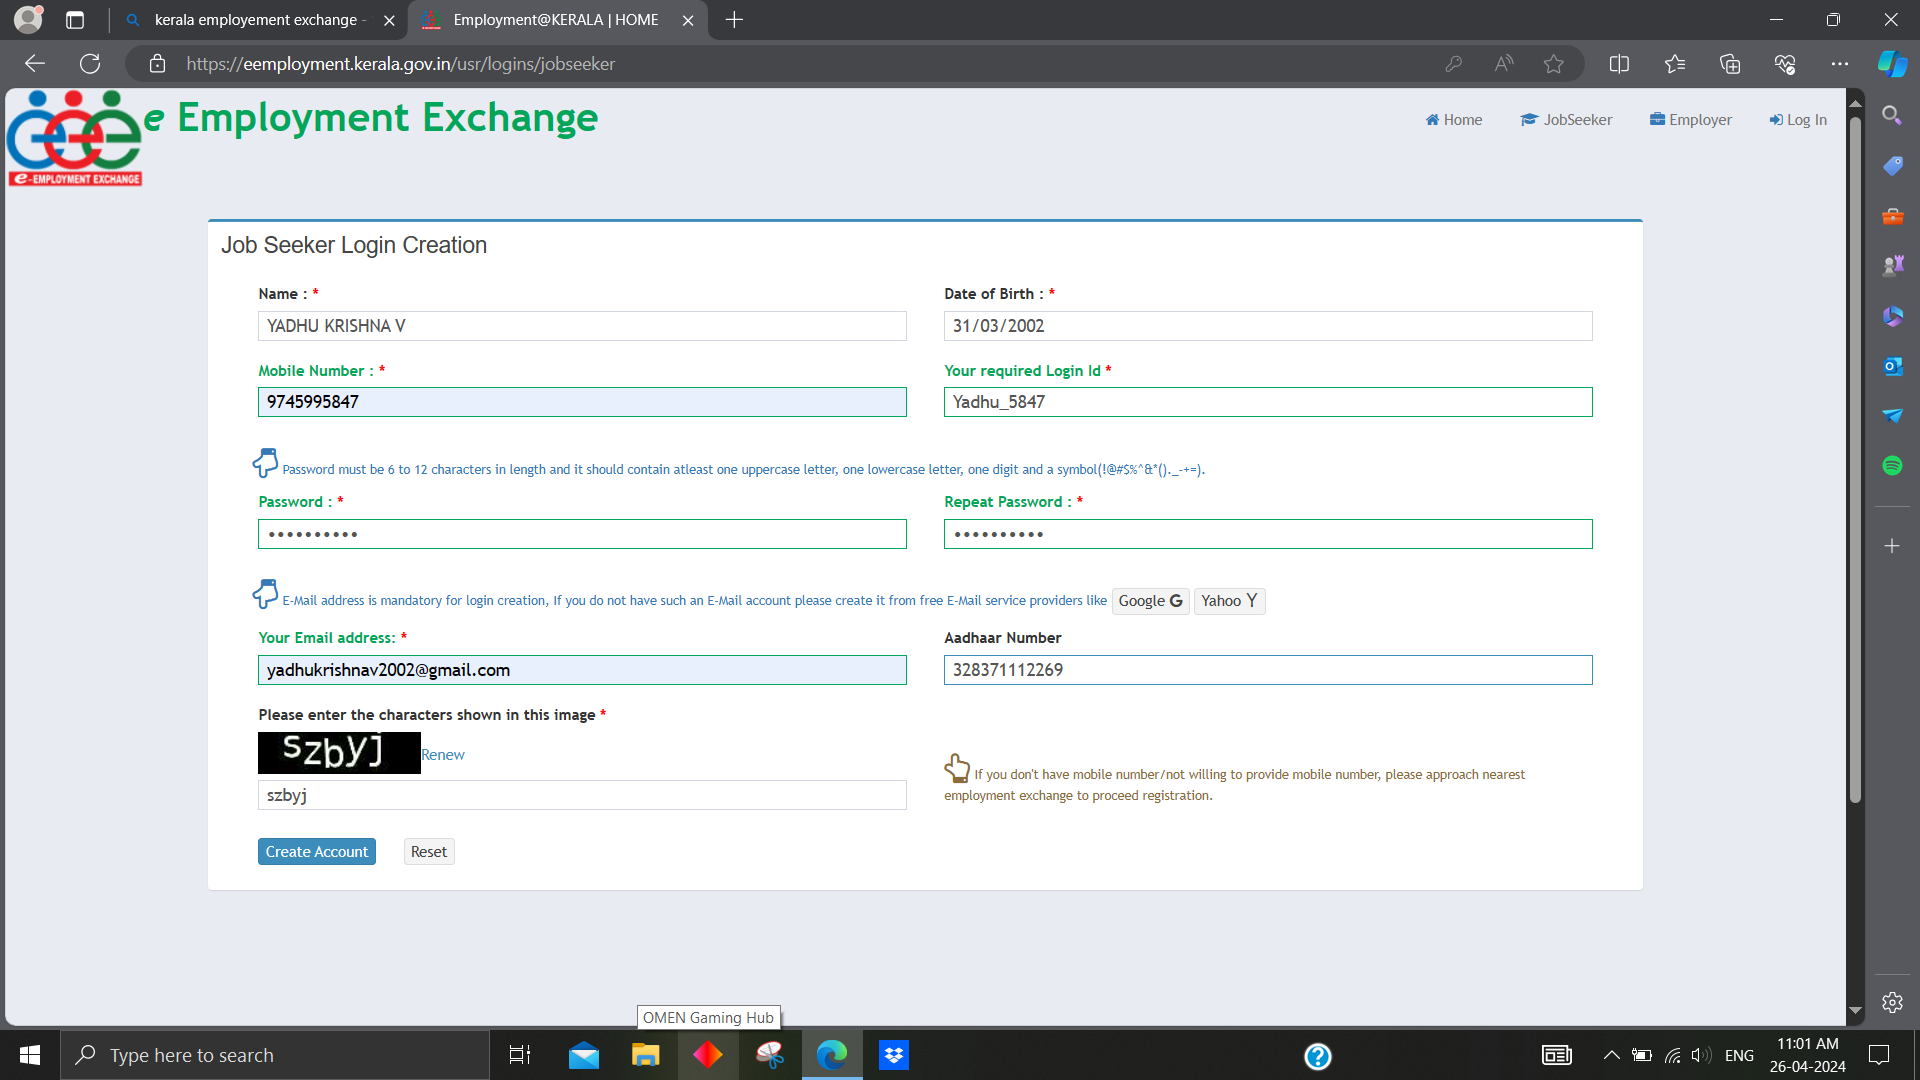 kerala employement exchange -
Employment@KERALA | HOME
https://eemployment.kerala.gov.in/usr/logins/jobseeker
e Employment Exchange
e-EMPLOYMENT EXCHANGE
Home
JobSeeker
Employer
Log In
Job Seeker Login Creation
Name : *
Date of Birth : *
YADHU KRISHNA V
31/03/2002
Mobile Number : *
Your required Login Id *
9745995847
Yadhu_5847
Password must be 6 to 12 characters in length and it should contain atleast one uppercase letter, one lowercase letter, one digit and a symbol(!@#$%^&*()._-+=).
Password : *
Repeat Password : *
••••••••••
••••••••••
E-Mail address is mandatory for login creation, If you do not have such an E-Mail account please create it from free E-Mail service providers like Google G Yahoo Y
Your Email address: *
Aadhaar Number
yadhukrishnav2002@gmail.com
328371112269
Please enter the characters shown in this image *
szbyj
Renew
szbyj
If you don't have mobile number/not willing to provide mobile number, please approach nearest
employment exchange to proceed registration.
Create Account
Reset
OMEN Gaming Hub
Type here to search
ENG
11:01 AM
26-04-2024